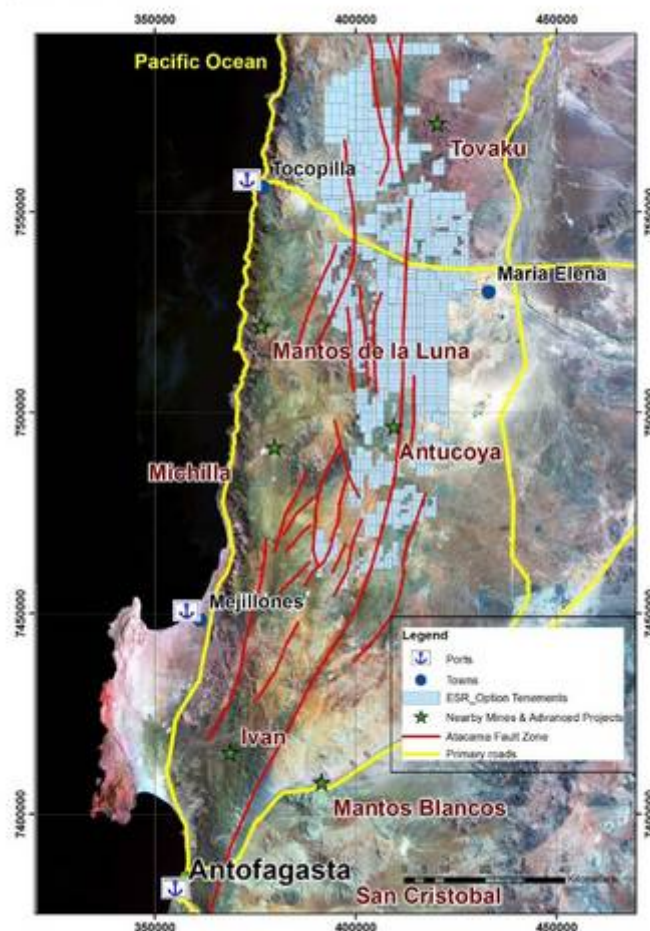 350000
400000
450000
Pacific Ocean
Tovaku
Tocopilla
7550000
Maria Elena
Mantos de la Luna
7500000
Antucoya
Michilla
Mejillónes
7450000
Legend
Ports
Towns
ESR_Option Tenements
Nearby Mines & Advanced Projects
Atacama Fault Zone
Primary roads
Ivan
Mantos Blancos
7400000
Antofagasta
Kilometers
San Cristobal
350000
400000
450000